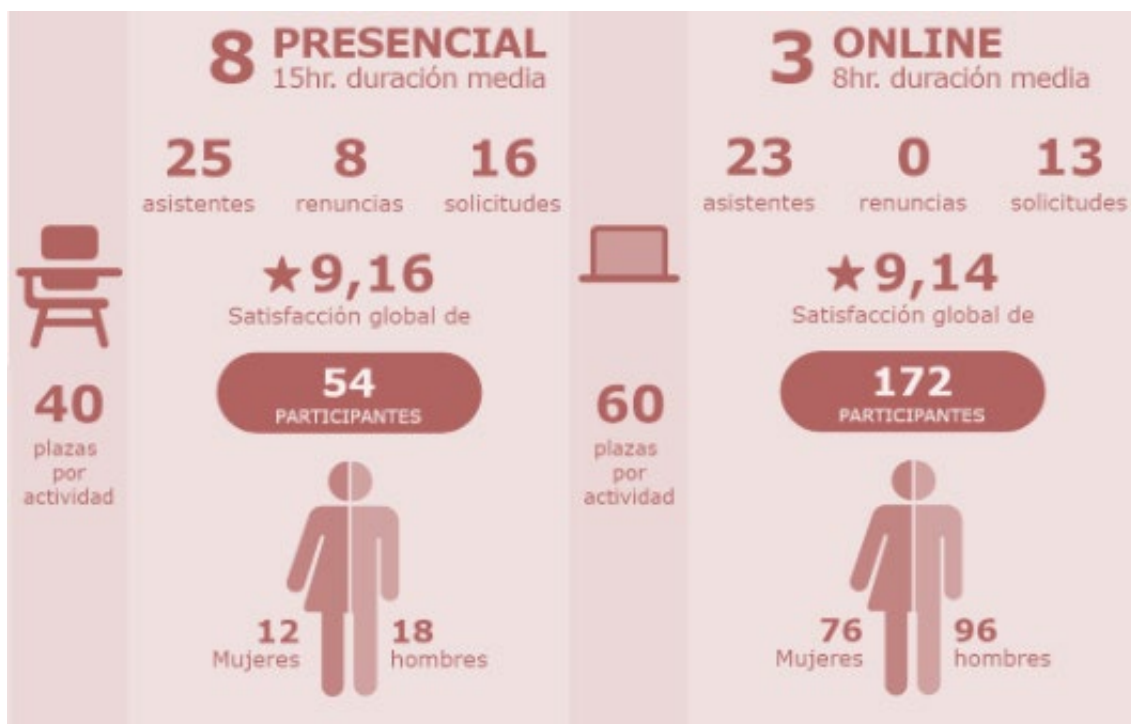 8 PRESENCIAL
15hr. duración media
25 8 16
asistentes renuncias solicitudes
★9,16
Satisfacción global de
54
PARTICIPANTES
40
plazas
por
actividad
12 18
Mujeres hombres
3 ONLINE
8hr. duración media
23 0 13
asistentes renuncias solicitudes
★9,14
Satisfacción global de
172
PARTICIPANTES
60
plazas
por
actividad
76 96
Mujeres hombres